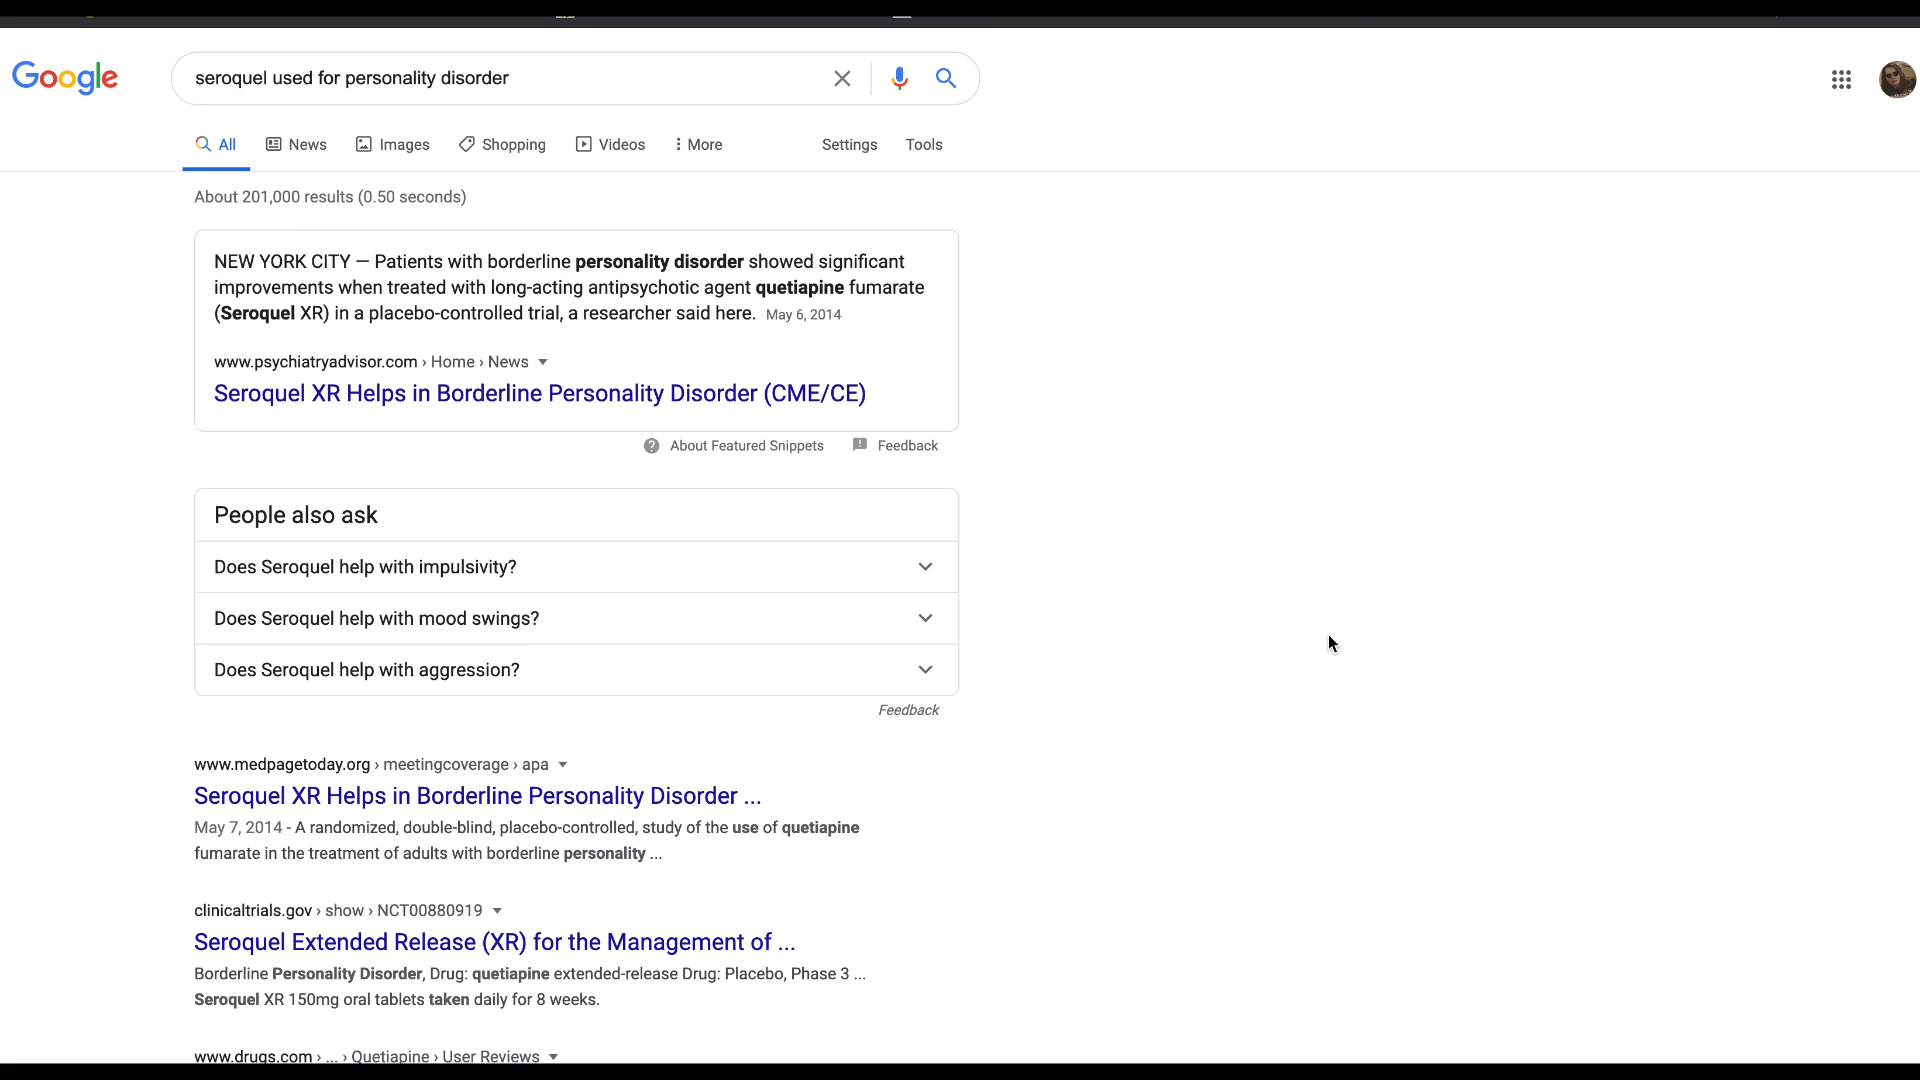 Google
seroquel used for personality disorder
All News Images Shopping Videos More Settings Tools
About 201,000 results (0.50 seconds)
NEW YORK CITY — Patients with borderline personality disorder showed significant
improvements when treated with long-acting antipsychotic agent quetiapine fumarate
(Seroquel XR) in a placebo-controlled trial, a researcher said here. May 6, 2014
www.psychiatryadvisor.com › Home › News
Seroquel XR Helps in Borderline Personality Disorder (CME/CE)
About Featured Snippets Feedback
People also ask
Does Seroquel help with impulsivity?
Does Seroquel help with mood swings?
Does Seroquel help with aggression?
Feedback
www.medpagetoday.org › meetingcoverage › apa
Seroquel XR Helps in Borderline Personality Disorder ...
May 7, 2014 - A randomized, double-blind, placebo-controlled, study of the use of quetiapine
fumarate in the treatment of adults with borderline personality ...
clinicaltrials.gov › show › NCT00880919
Seroquel Extended Release (XR) for the Management of ...
Borderline Personality Disorder, Drug: quetiapine extended-release Drug: Placebo, Phase 3 ...
Seroquel XR 150mg oral tablets taken daily for 8 weeks.
www.drugs.com › ... › Quetiapine › User Reviews